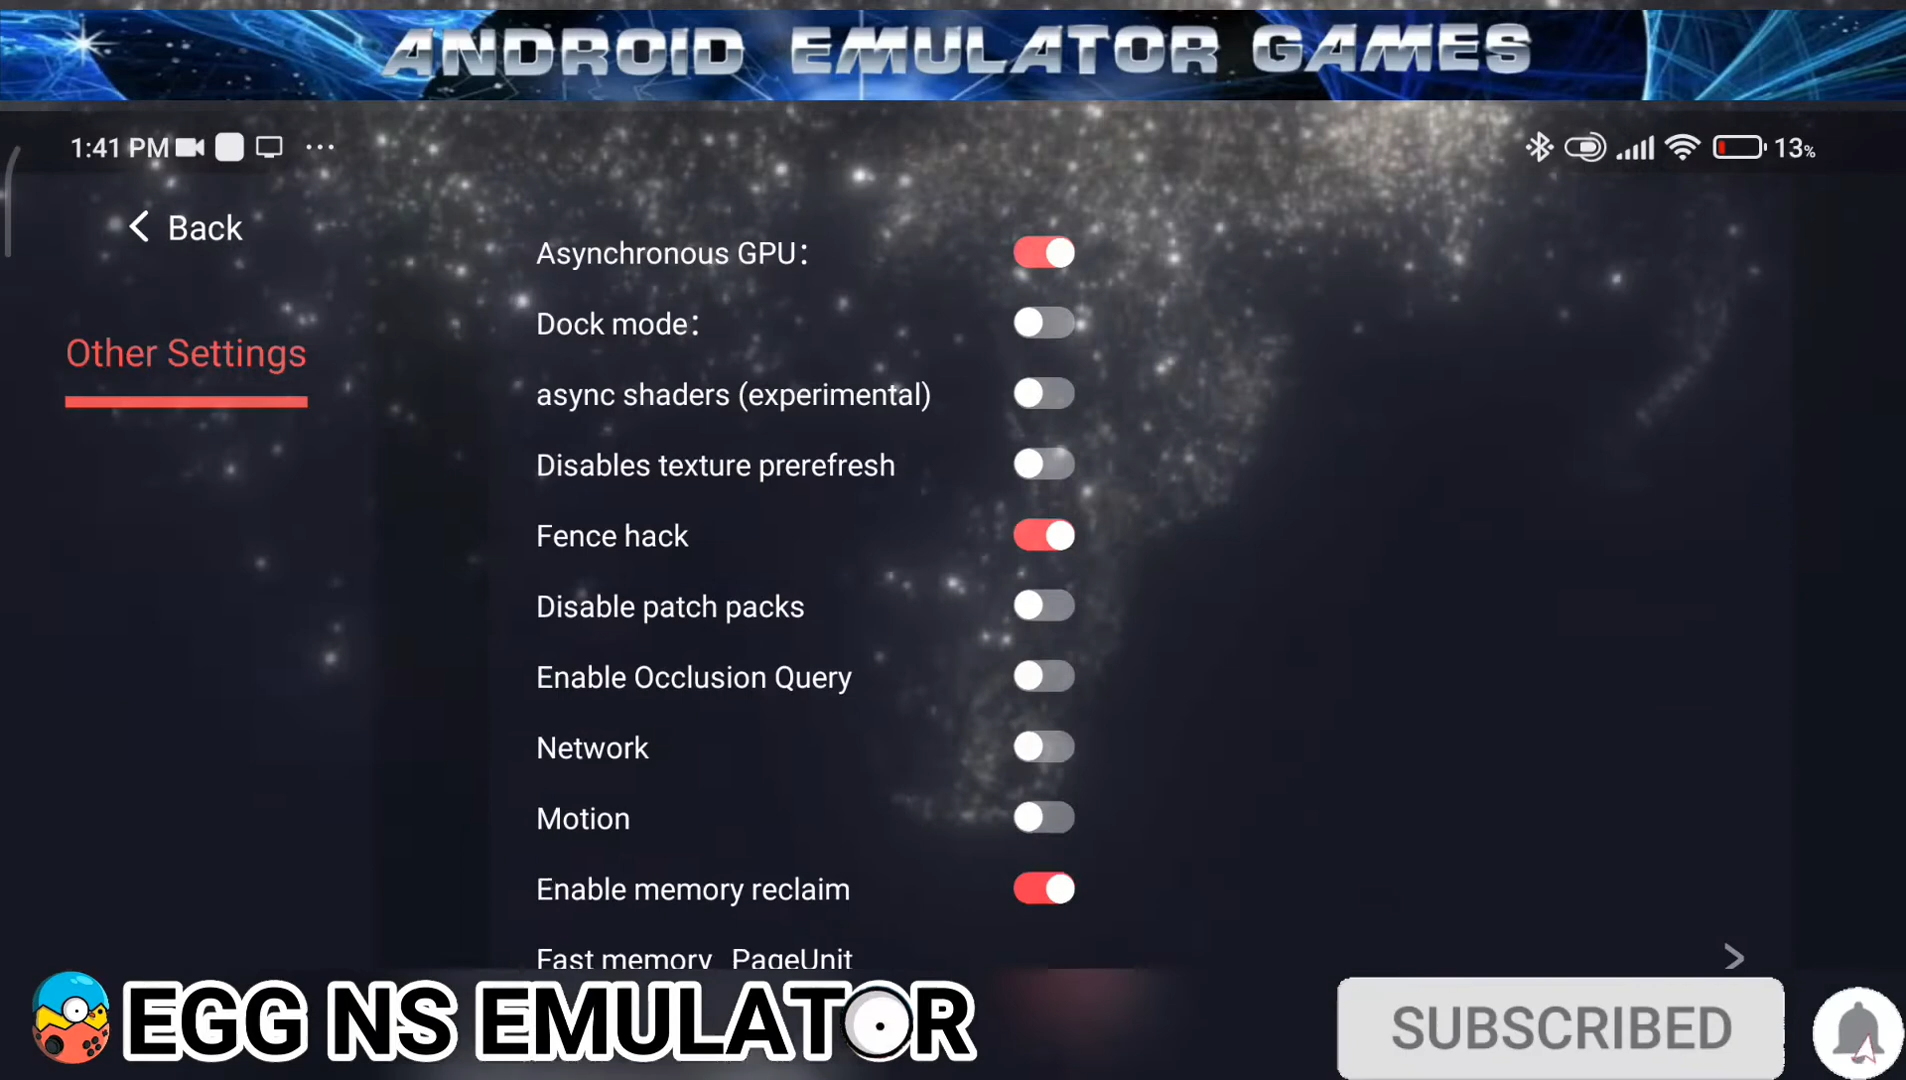 ANDROID EMULATOR GAMES
1:41 PM ... 13%
Back
Other Settings
Asynchronous GPU:
Dock mode:
async shaders (experimental)
Disables texture prerefresh
Fence hack
Disable patch packs
Enable Occlusion Query
Network
Motion
Enable memory reclaim
Fast memory PageUnit
EGG NS EMULATOR
SUBSCRIBED